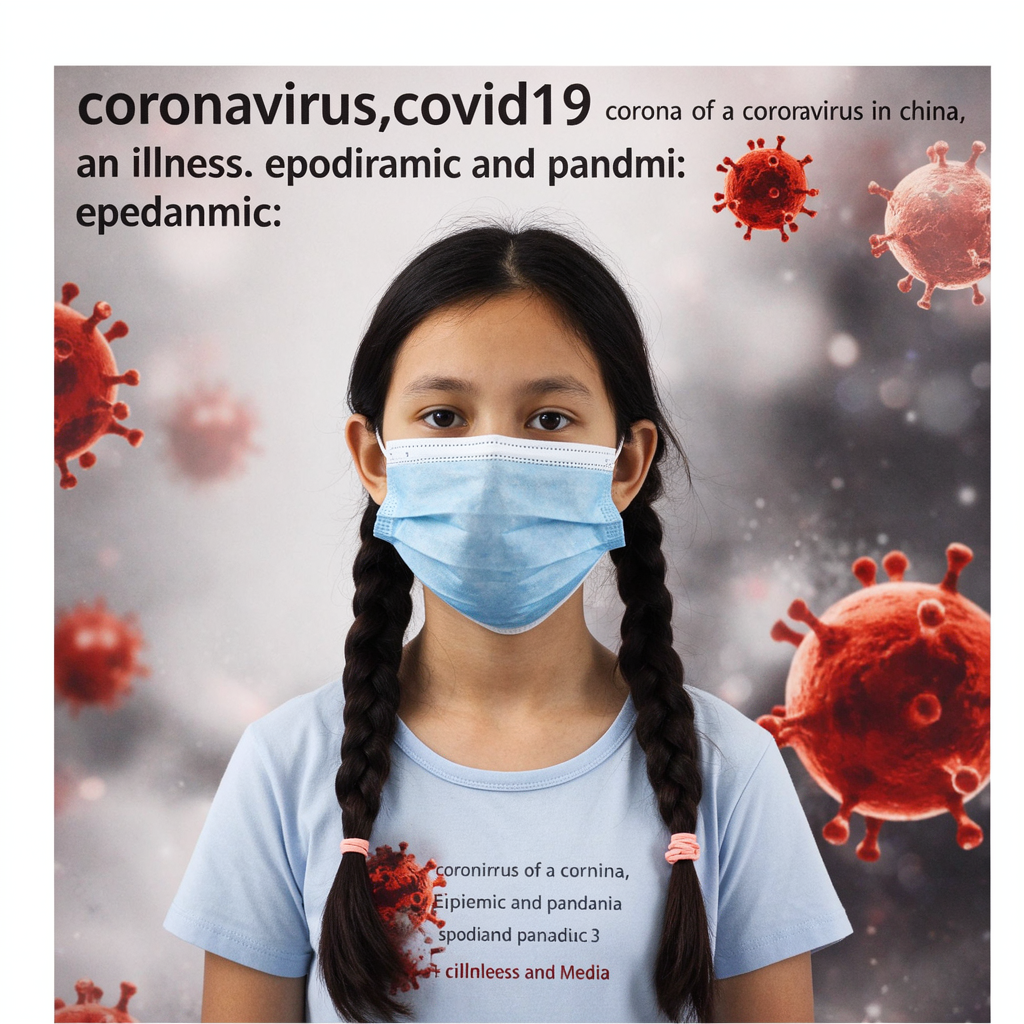 coronavirus,covid19 corona of a cororavirus in china,
an illness. epodiramic and pandmi:
epedanmic:
coronirrus of a cornina,
Eipiemic and pandania
spodiand panadiic 3
cillnleess and Media